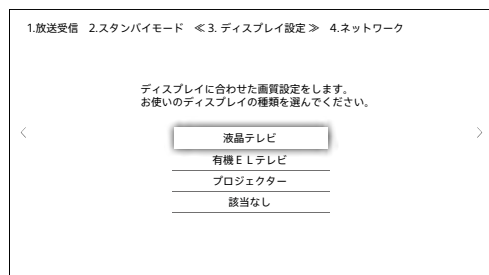 1.放送受信 2.スタンバイモード ≪3. ディスプレイ設定 ≫ 4.ネットワーク
ディスプレイに合わせた画質設定をします。
お使いのディスプレイの種類を選んでください。
液晶テレビ
有機ＥＬテレビ
プロジェクター
該当なし